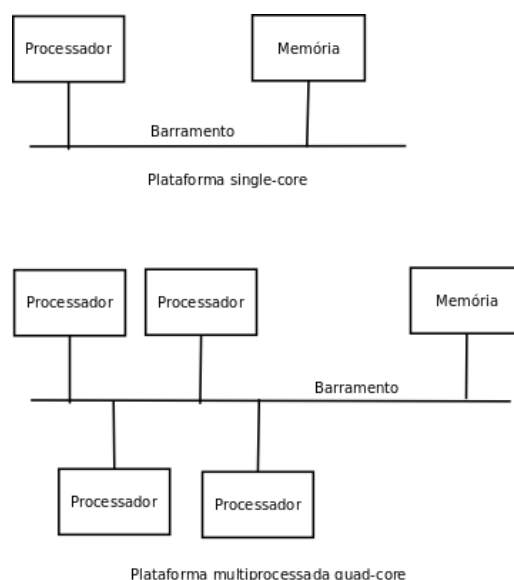 Processador
Memória
Barramento
Plataforma single-core
Processador
Processador
Memória
Barramento
Processador
Processador
Plataforma multiprocessada quad-core